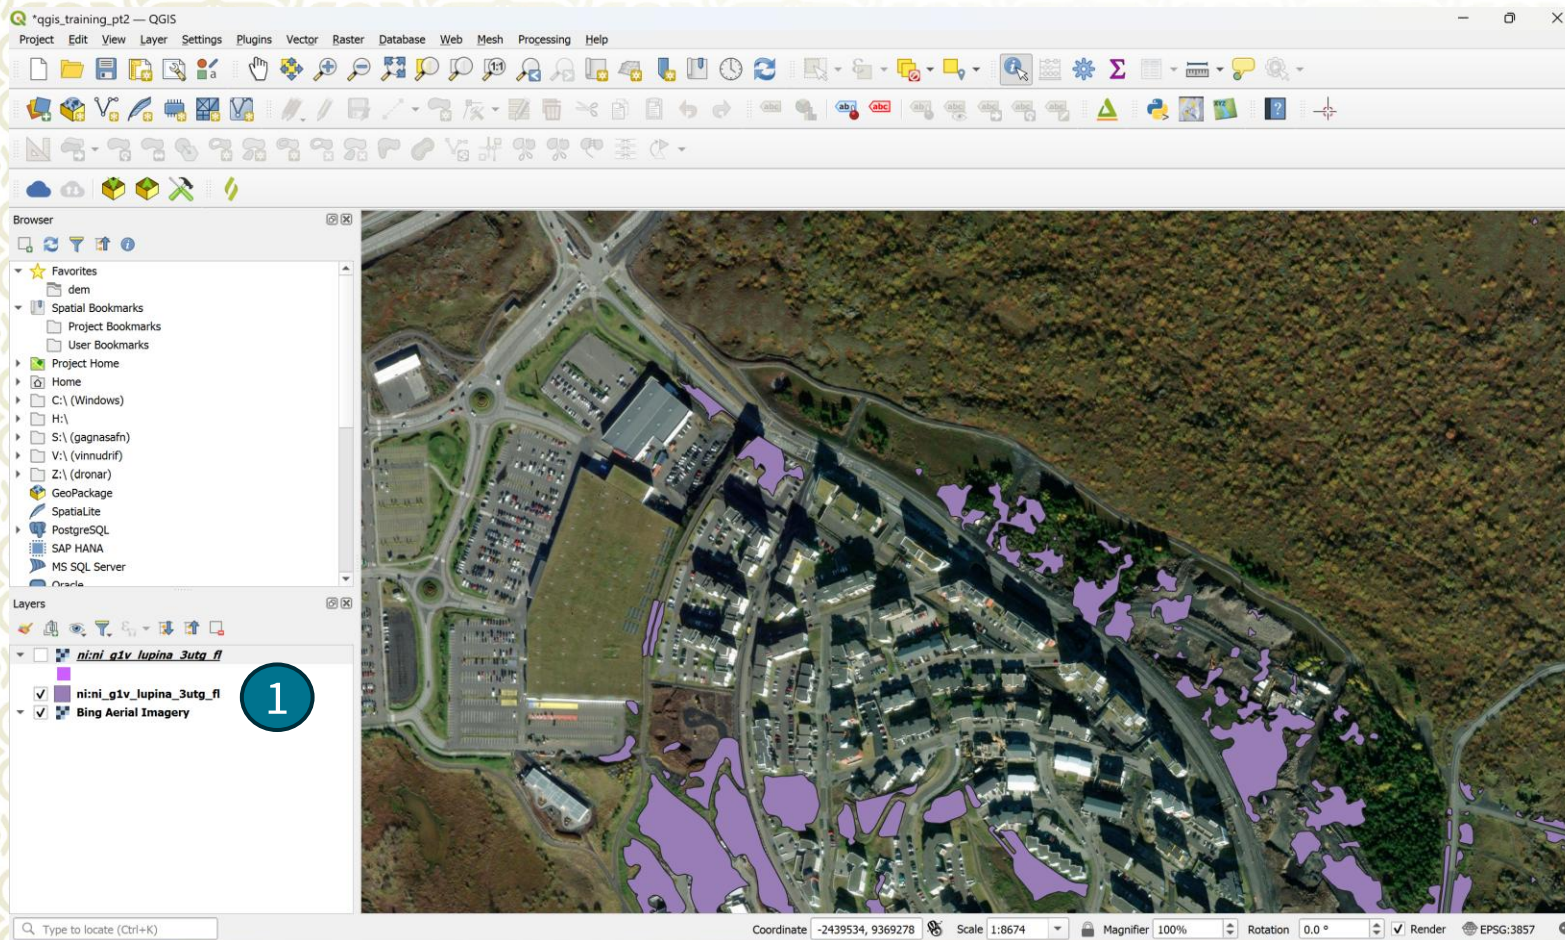 *qgis_training_pt2 — QGIS
Project Edit View Layer Settings Plugins Vector Raster Database Web Mesh Processing Help
Browser
Favorites
dem
Spatial Bookmarks
Project Bookmarks
User Bookmarks
Project Home
Home
C:\ (Windows)
H:\
S:\ (gagnasafn)
V:\ (vinnudrif)
Z:\ (dronar)
GeoPackage
SpatiaLite
PostgreSQL
SAP HANA
MS SQL Server
Oracle
Layers
ni:ni_g1v_lupina_3utg_fl
ni:ni_g1v_lupina_3utg_fl
Bing Aerial Imagery
1
Type to locate (Ctrl+K)
Coordinate -2439534, 9369278 Scale 1:8674 Magnifier 100% Rotation 0.0 ° Render EPSG:3857